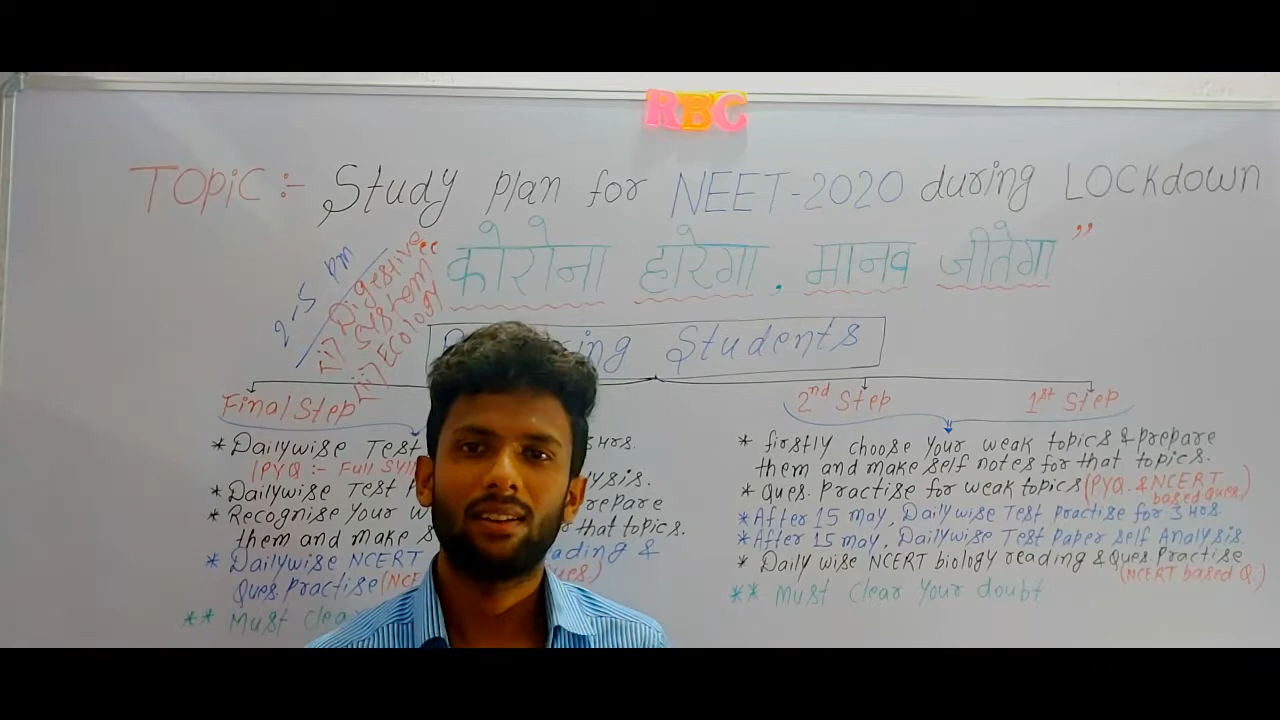 RBC
TOPiC :- Study plan for NEET-2020 during LOCKdown
कोरोना हारेगा, मानव जीतेगा ”
2:15 pm
Digestive
i) System
ii) Ecology
Students
Final Step
2nd Step
1st Step
* Dailywise Test Hrs.
(PYQ :- Full
* Dailywise Test
* Recognise Your
them and make that topics.
* Dailywise NCERT &
Ques. Practise
** Must
* firstly choose Your weak topics & prepare
them and make self notes for that topics.
* Ques. Practise for weak topics (PYQ. & NCERT
based Ques.)
* After 15 may, Dailywise Test Practise for 3 Hrs.
* After 15 may, Dailywise Test Paper self Analysis.
* Daily wise NCERT biology reading & Ques. Practise
(NCERT based Q.)
** Must Clear Your doubt